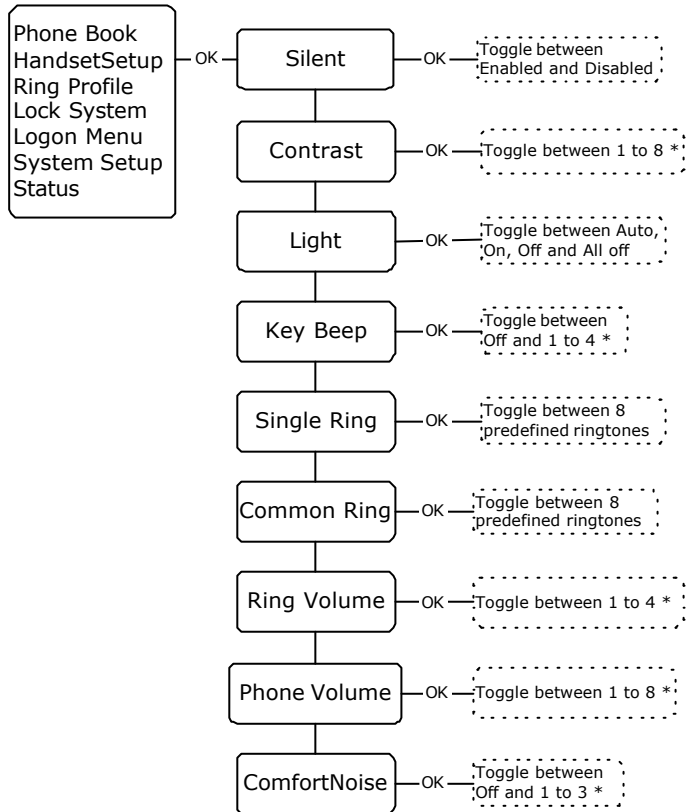 Phone Book
HandsetSetup
Ring Profile
Lock System
Logon Menu
System Setup
Status
OK
Silent
OK
Toggle between
Enabled and Disabled
Contrast
OK
Toggle between 1 to 8 *
Light
OK
Toggle between Auto,
On, Off and All off
Key Beep
OK
Toggle between
Off and 1 to 4 *
Single Ring
OK
Toggle between 8
predefined ringtones
Common Ring
OK
Toggle between 8
predefined ringtones
Ring Volume
OK
Toggle between 1 to 4 *
Phone Volume
OK
Toggle between 1 to 8 *
ComfortNoise
OK
Toggle between
Off and 1 to 3 *